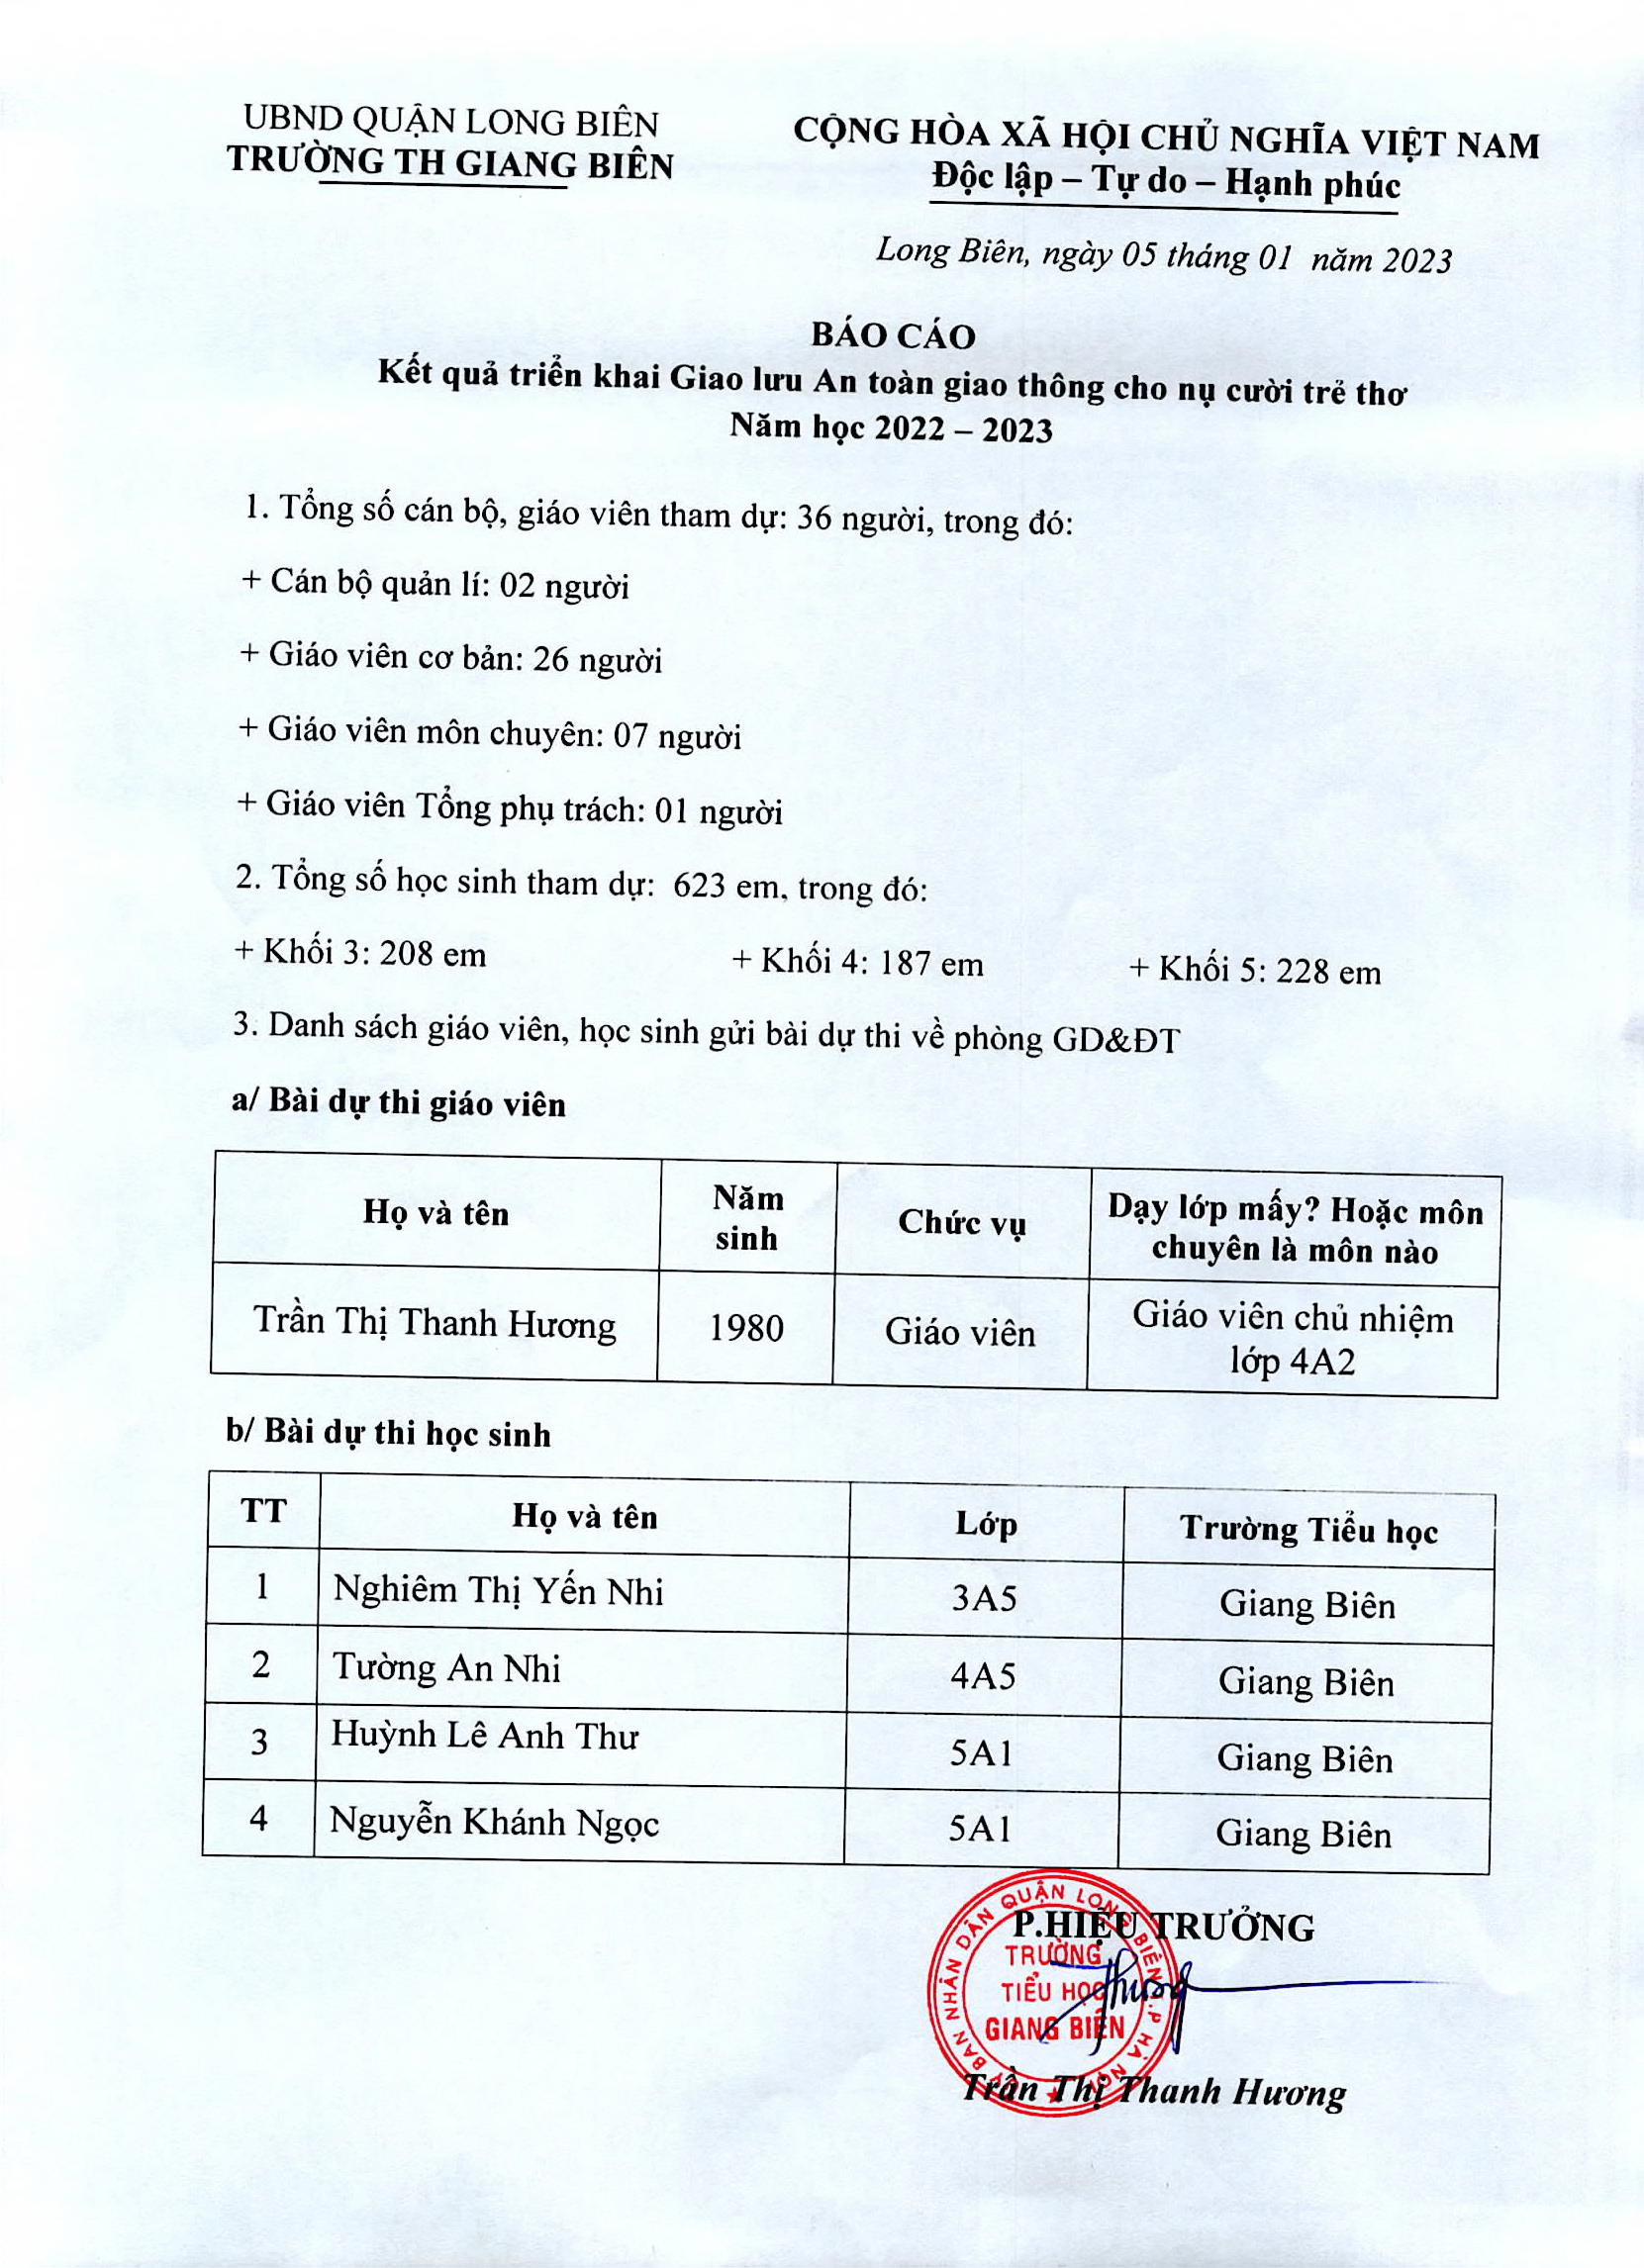 UBND QUẬN LONG BIÊN
TRƯỜNG TH GIANG BIÊN
CỘNG HÒA XÃ HỘI CHỦ NGHĨA VIỆT NAM
Độc lập – Tự do – Hạnh phúc
Long Biên, ngày 05 tháng 01 năm 2023
BÁO CÁO
Kết quả triển khai Giao lưu An toàn giao thông cho nụ cười trẻ thơ
Năm học 2022 – 2023
1. Tổng số cán bộ, giáo viên tham dự: 36 người, trong đó:
+ Cán bộ quản lí: 02 người
+ Giáo viên cơ bản: 26 người
+ Giáo viên môn chuyên: 07 người
+ Giáo viên Tổng phụ trách: 01 người
2. Tổng số học sinh tham dự: 623 em, trong đó:
+ Khối 3: 208 em + Khối 4: 187 em + Khối 5: 228 em
3. Danh sách giáo viên, học sinh gửi bài dự thi về phòng GD&ĐT
a/ Bài dự thi giáo viên
Họ và tên Năm sinh Chức vụ Dạy lớp mấy? Hoặc môn chuyên là môn nào
Trần Thị Thanh Hương 1980 Giáo viên Giáo viên chủ nhiệm lớp 4A2
b/ Bài dự thi học sinh
TT Họ và tên Lớp Trường Tiểu học
1 Nghiêm Thị Yến Nhi 3A5 Giang Biên
2 Tường An Nhi 4A5 Giang Biên
3 Huỳnh Lê Anh Thư 5A1 Giang Biên
4 Nguyễn Khánh Ngọc 5A1 Giang Biên
P.HIỆU TRƯỞNG
BAN NHÂN DÂN QUẬN LONG BIÊN T.P HÀ NỘI
TRƯỜNG
TIỂU HỌC
GIANG BIÊN
Trần Thị Thanh Hương